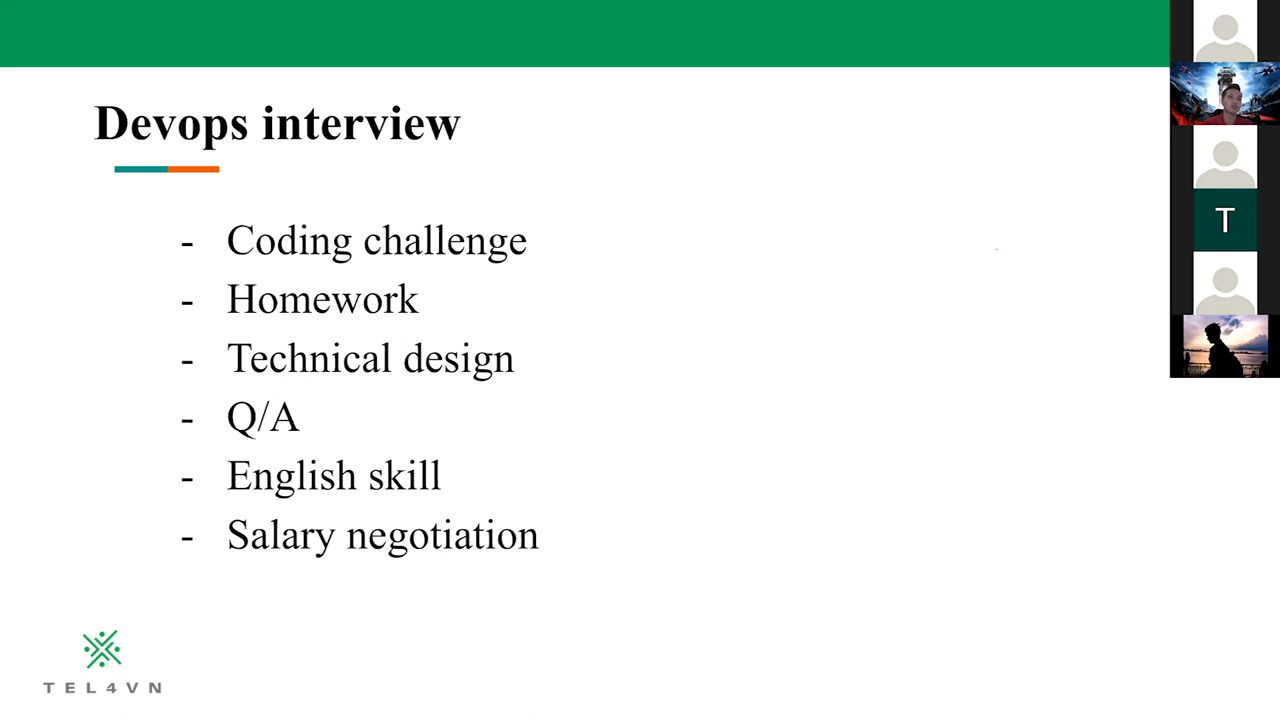 Devops interview
- Coding challenge
- Homework
- Technical design
- Q/A
- English skill
- Salary negotiation
TEL4VN
T